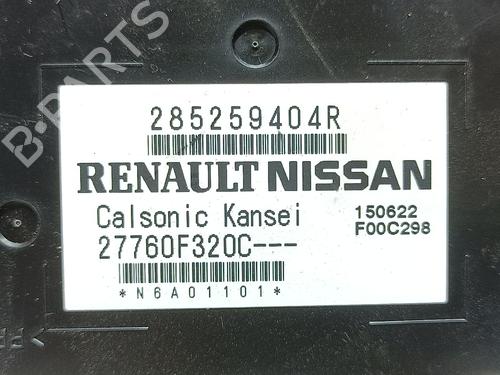 285259404R
RENAULT NISSAN
Calsonic Kansei
150622
27760F320C---
F00C298
*N6A01101*
B-PARTS